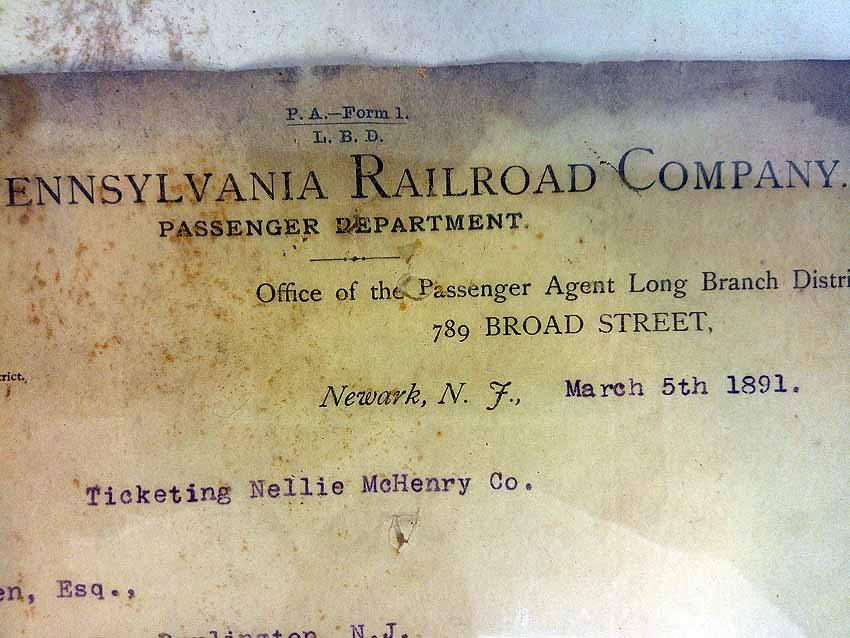 P. A.—Form 1.
L. B. D.
ENNSYLVANIA RAILROAD COMPANY.
PASSENGER DEPARTMENT.
Office of the Passenger Agent Long Branch Distri
789 BROAD STREET,
rict,
Newark, N. J., March 5th 1891.
Ticketing Nellie McHenry Co.
en, Esq.,
N.J.